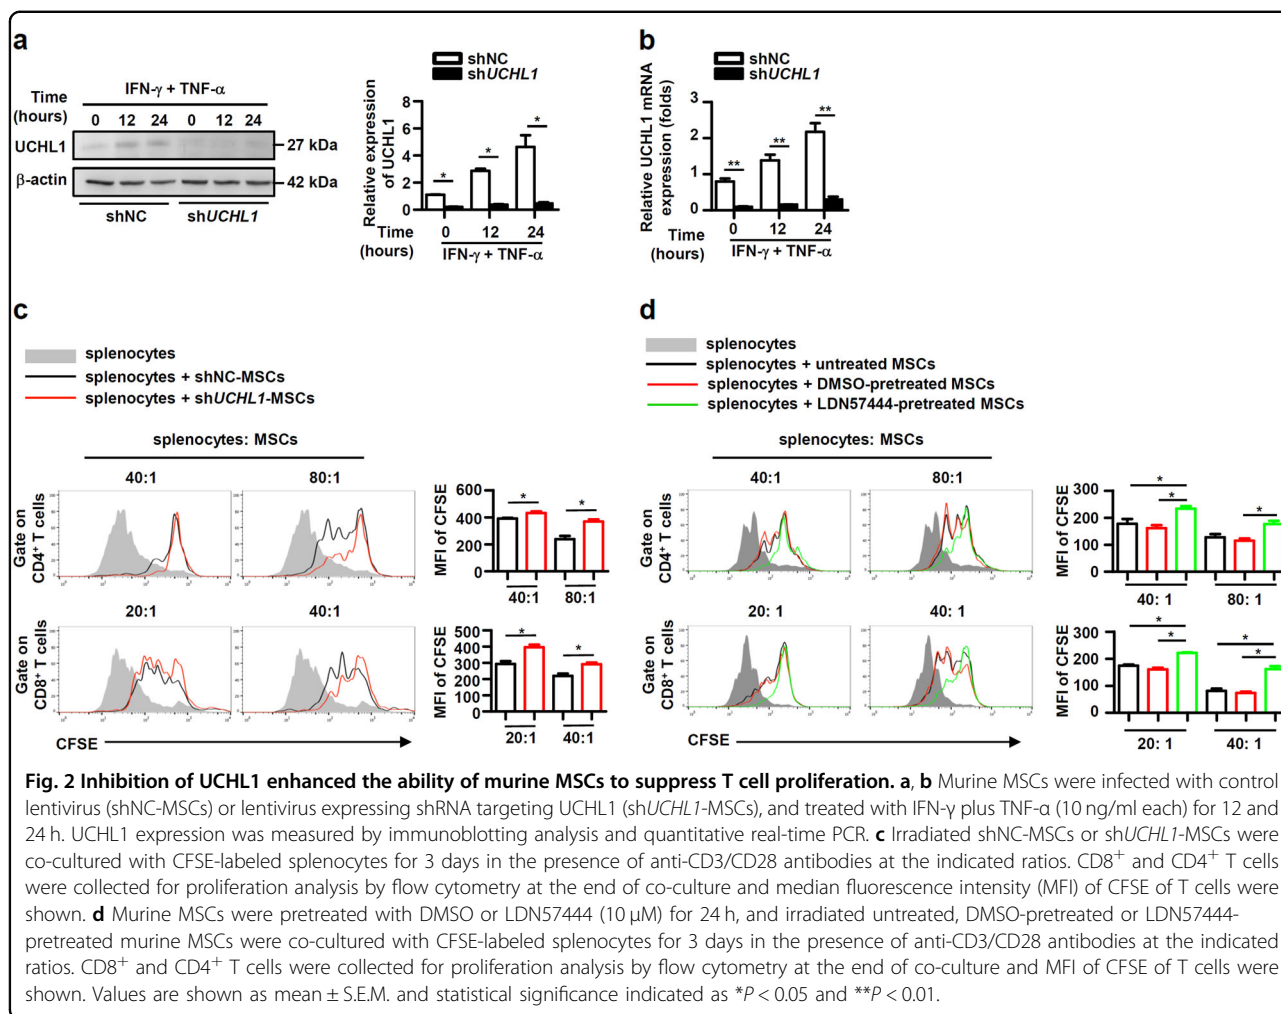 a
IFN-γ + TNF-α
Time
(hours)
0 12 24 0 12 24
UCHL1
27 kDa
β-actin
42 kDa
shNC shUCHL1
shNC
shUCHL1
Relative expression
of UCHL1
8
6
4
2
0
* * *
0 12 24
Time
(hours)
IFN-γ + TNF-α
b
shNC
shUCHL1
Relative UCHL1 mRNA
expression (folds)
3
2
1
0
** ** **
0 12 24
Time
(hours)
IFN-γ + TNF-α
c
splenocytes
splenocytes + shNC-MSCs
splenocytes + shUCHL1-MSCs
splenocytes: MSCs
40:1 80:1
Gate on
CD4+ T cells
MFI of CFSE
600
400
200
0
* *
40:1 80:1
20:1 40:1
Gate on
CD8+ T cells
MFI of CFSE
500
400
300
200
100
0
* *
20:1 40:1
CFSE
d
splenocytes
splenocytes + untreated MSCs
splenocytes + DMSO-pretreated MSCs
splenocytes + LDN57444-pretreated MSCs
splenocytes: MSCs
40:1 80:1
Gate on
CD4+ T cells
MFI of CFSE
300
200
100
0
* * *
40: 1 80: 1
20: 1 40: 1
Gate on
CD8+ T cells
MFI of CFSE
300
200
100
0
* * * *
20: 1 40: 1
CFSE
Fig. 2 Inhibition of UCHL1 enhanced the ability of murine MSCs to suppress T cell proliferation. a, b Murine MSCs were infected with control
lentivirus (shNC-MSCs) or lentivirus expressing shRNA targeting UCHL1 (shUCHL1-MSCs), and treated with IFN-γ plus TNF-α (10 ng/ml each) for 12 and
24 h. UCHL1 expression was measured by immunoblotting analysis and quantitative real-time PCR. c Irradiated shNC-MSCs or shUCHL1-MSCs were
co-cultured with CFSE-labeled splenocytes for 3 days in the presence of anti-CD3/CD28 antibodies at the indicated ratios. CD8+ and CD4+ T cells
were collected for proliferation analysis by flow cytometry at the end of co-culture and median fluorescence intensity (MFI) of CFSE of T cells were
shown. d Murine MSCs were pretreated with DMSO or LDN57444 (10 μM) for 24 h, and irradiated untreated, DMSO-pretreated or LDN57444-
pretreated murine MSCs were co-cultured with CFSE-labeled splenocytes for 3 days in the presence of anti-CD3/CD28 antibodies at the indicated
ratios. CD8+ and CD4+ T cells were collected for proliferation analysis by flow cytometry at the end of co-culture and MFI of CFSE of T cells were
shown. Values are shown as mean ± S.E.M. and statistical significance indicated as *P < 0.05 and **P < 0.01.